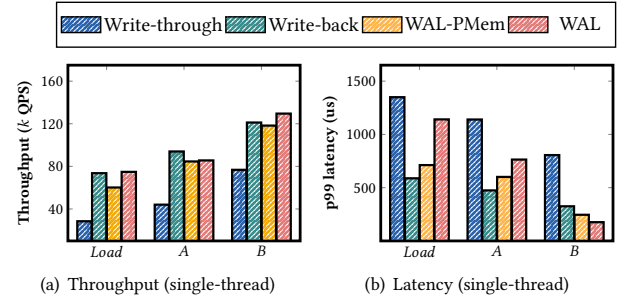 Write-through Write-back WAL-PMem WAL
Throughput (k QPS)
160
120
80
40
Load A B
(a) Throughput (single-thread)
p99 latency (us)
1500
1000
500
Load A B
(b) Latency (single-thread)